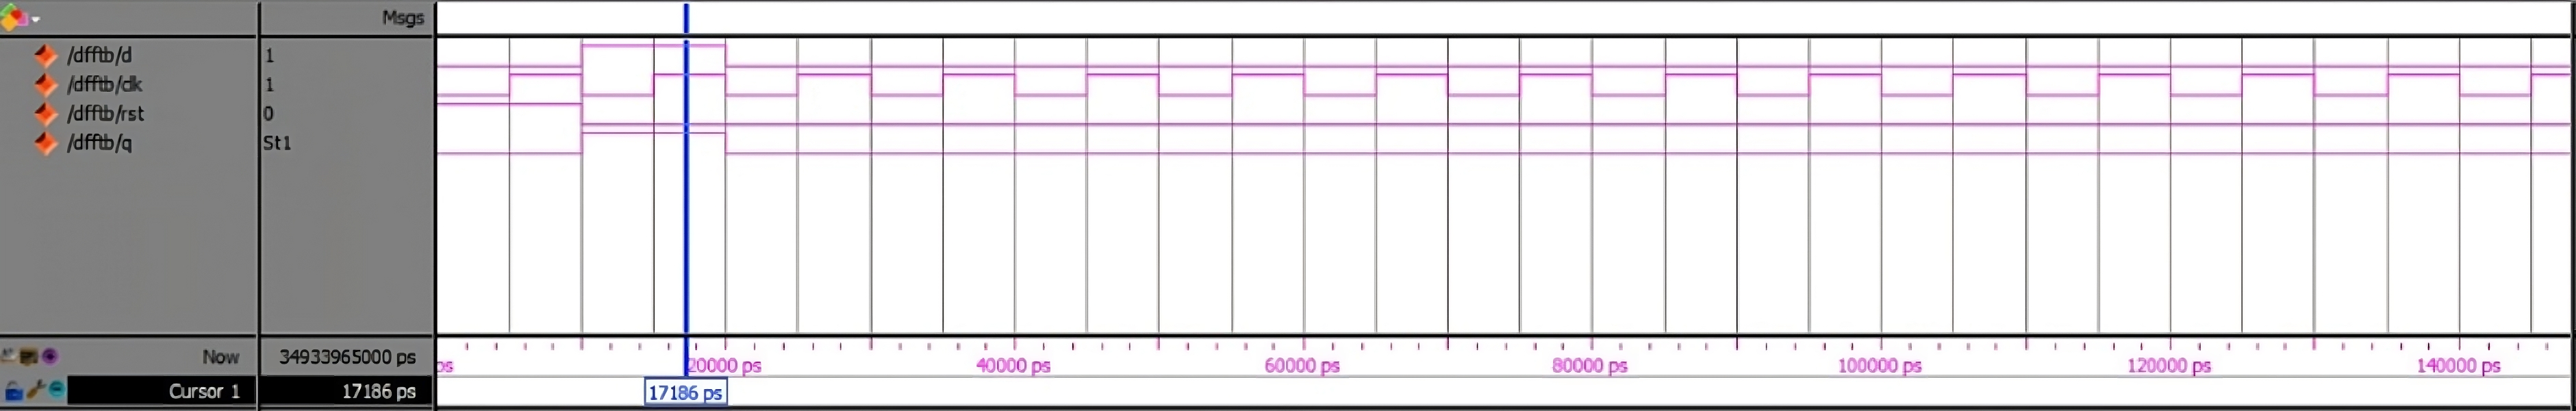 Msgs
/dfftb/d 1
/dfftb/clk 1
/dfftb/rst 0
/dfftb/q St1
Now 34933965000 ps ps 20000 ps 40000 ps 60000 ps 80000 ps 100000 ps 120000 ps 140000 ps
Cursor 1 17186 ps 17186 ps